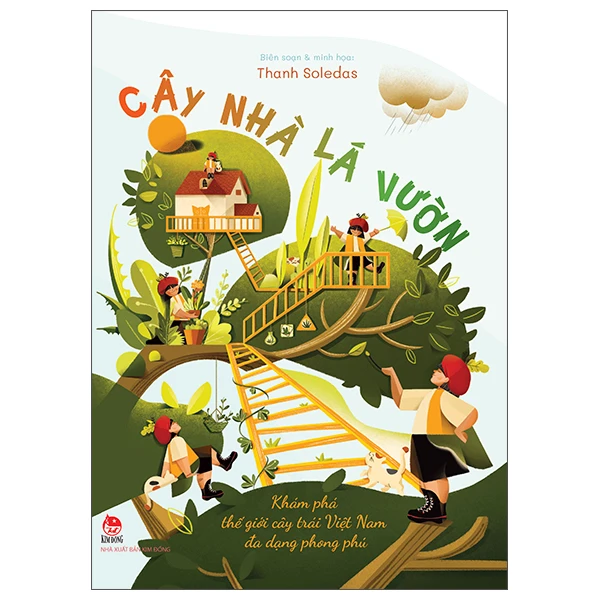 Biên soạn & minh họa:
Thanh Soledas
CÂY NHÀ LÁ VƯỜN
Khám phá
thế giới cây trái Việt Nam
đa dạng phong phú
KIM ĐỒNG
NHÀ XUẤT BẢN KIM ĐỒNG